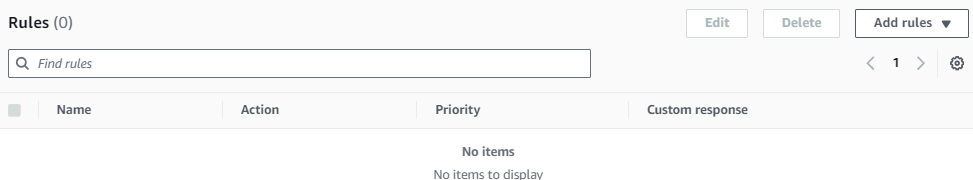 Rules (0)
Edit
Delete
Add rules
Find rules
1
Name Action Priority Custom response
No items
No items to display